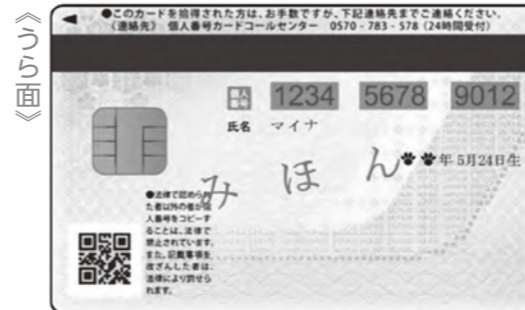 《うら面》
●このカードを拾得された方は、お手数ですが、下記連絡先までご連絡ください。
《連絡先》 個人番号カードコールセンター 0570-783-578（24時間受付）
個人番号 1234 5678 9012
氏名 マイナ
年5月24日生
みほん
●法律で認められ
た者以外の者が個
人番号をコピーす
ることは、法律で
禁止されています。
また、記載事項を
改ざんした者は、
法律により罰せら
れます。